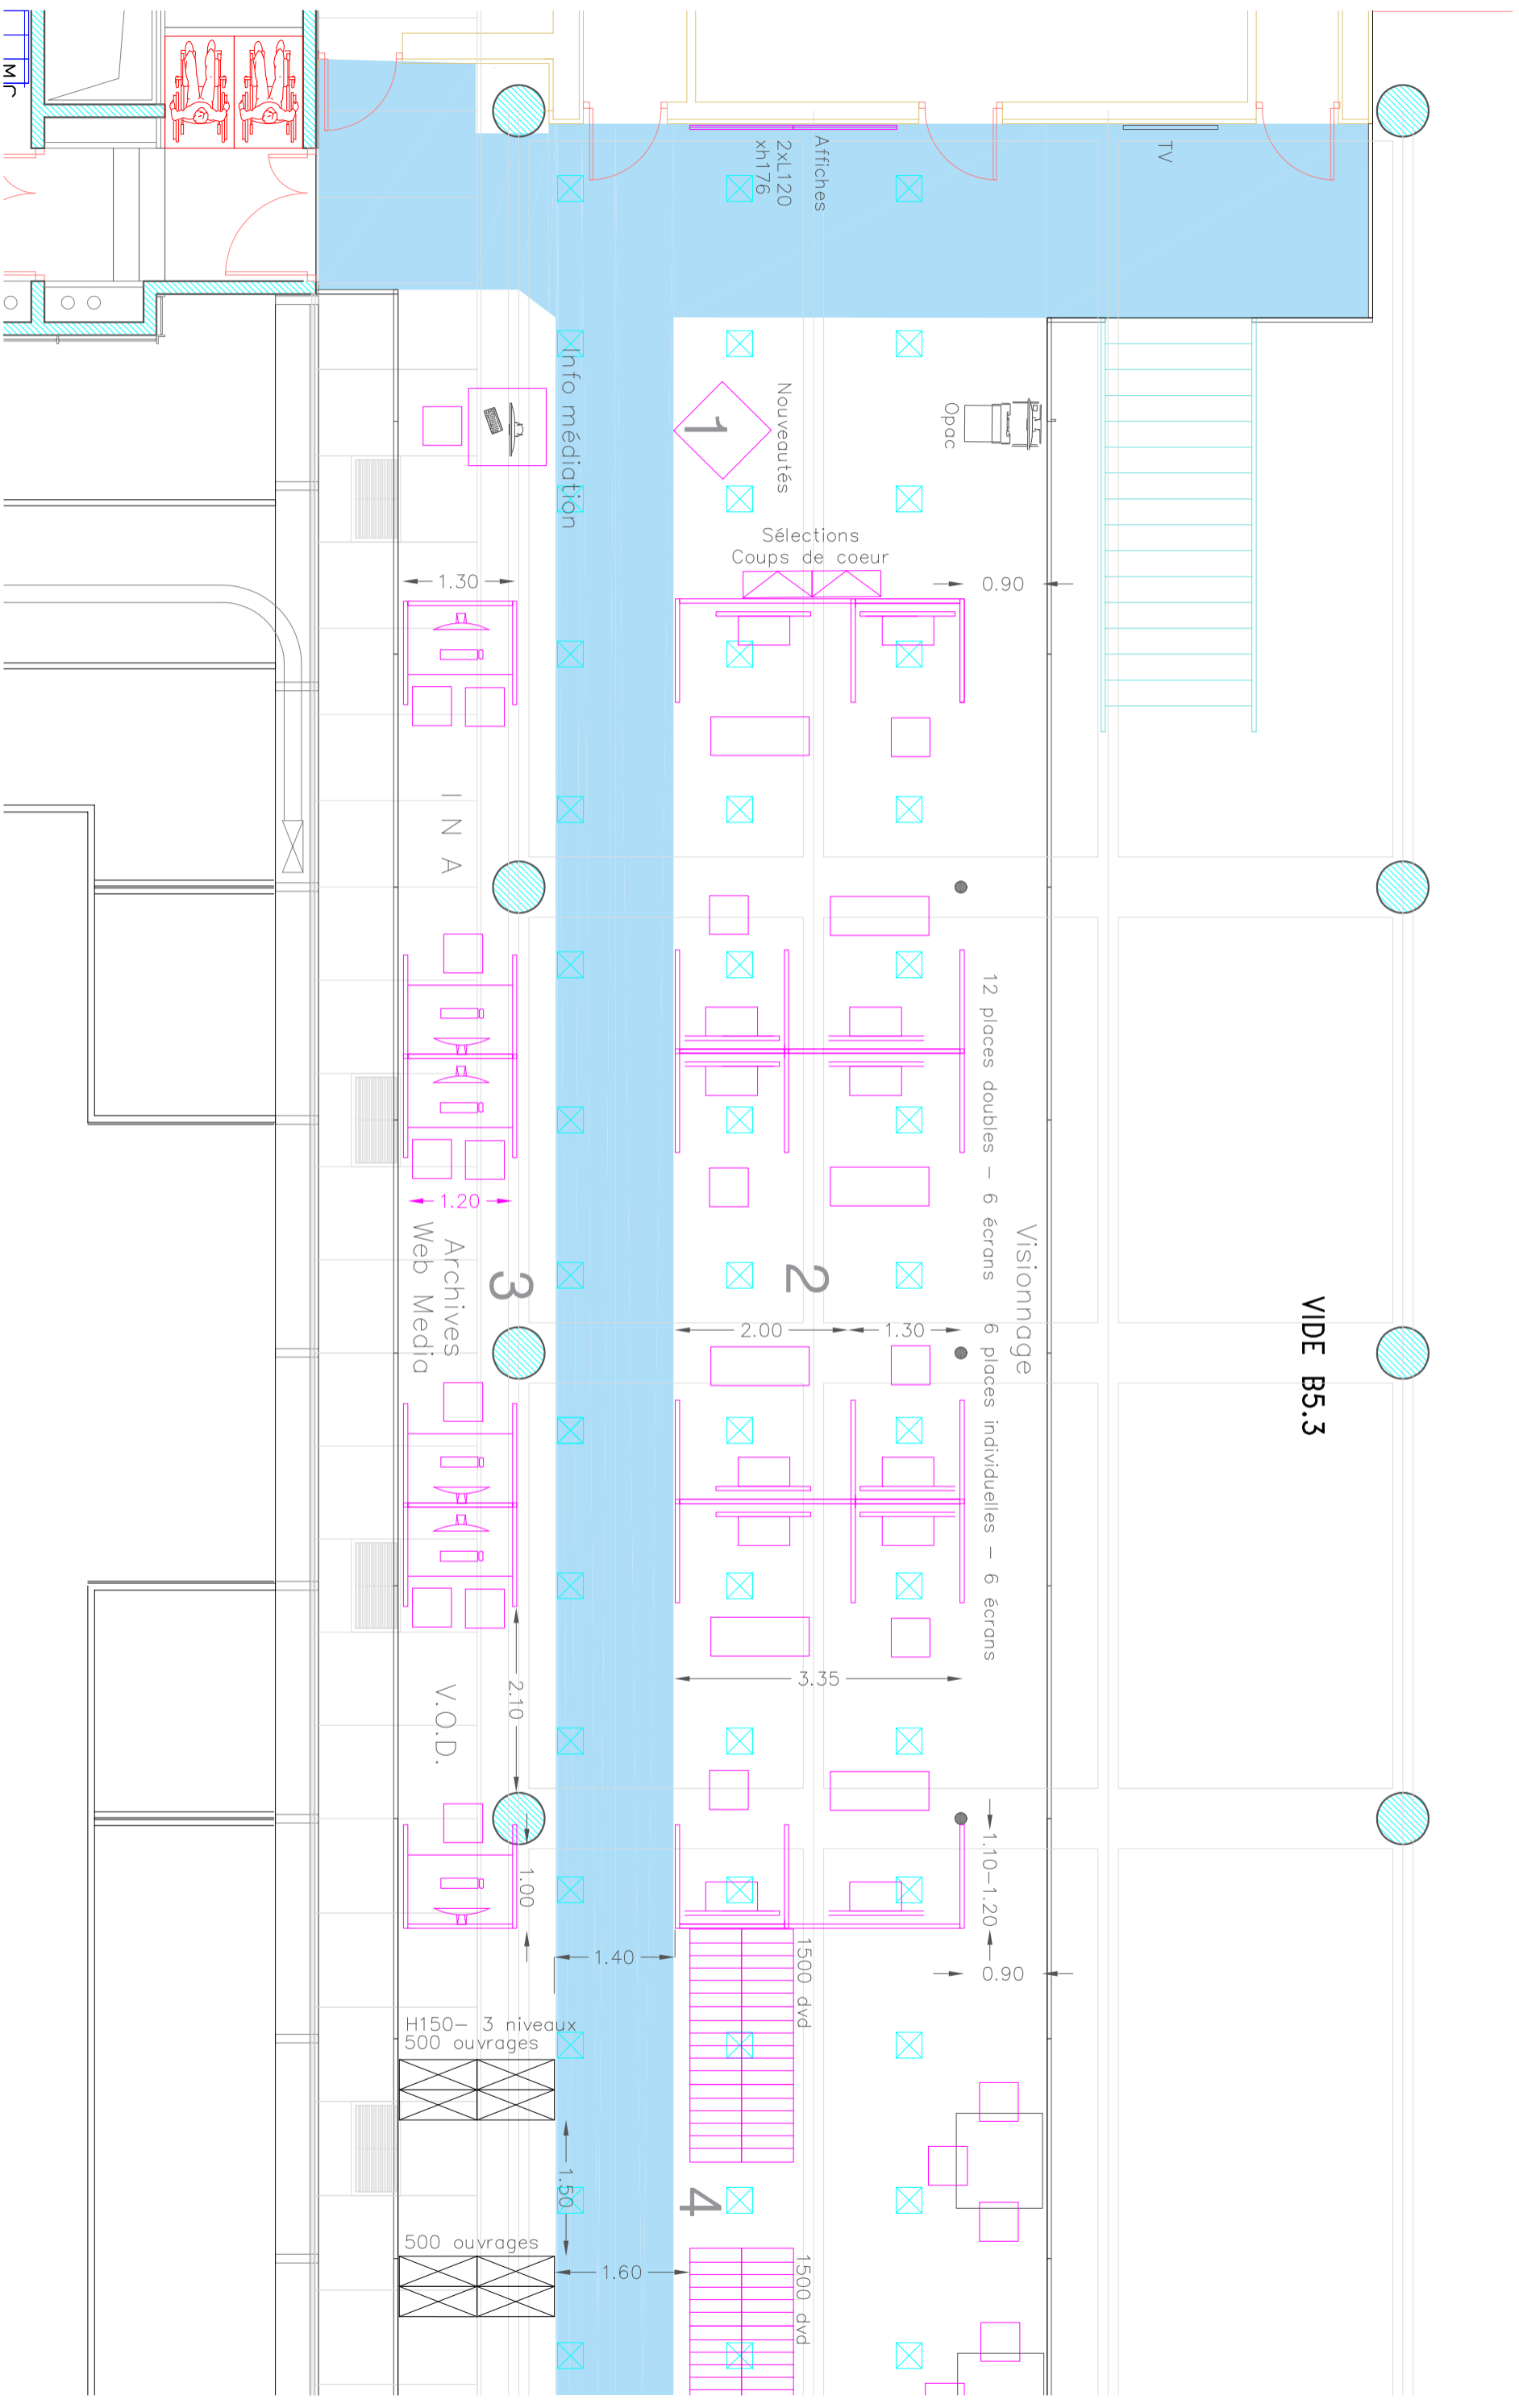 Mr
Affiches
2xL120
xh176
TV
Info médiation
1
Nouveautés
Opac
Sélections
Coups de coeur
1.30
0.90
I N A
12 places doubles – 6 écrans
6 places individuelles – 6 écrans
Visionnage
1.20
Archives
Web Media
3
2
2.00
1.30
VIDE B5.3
3.35
2.10
V.O.D.
1.00
1.10–1.20
1.40
1500 dvd
0.90
H150– 3 niveaux
500 ouvrages
1.50
4
500 ouvrages
1.60
1500 dvd